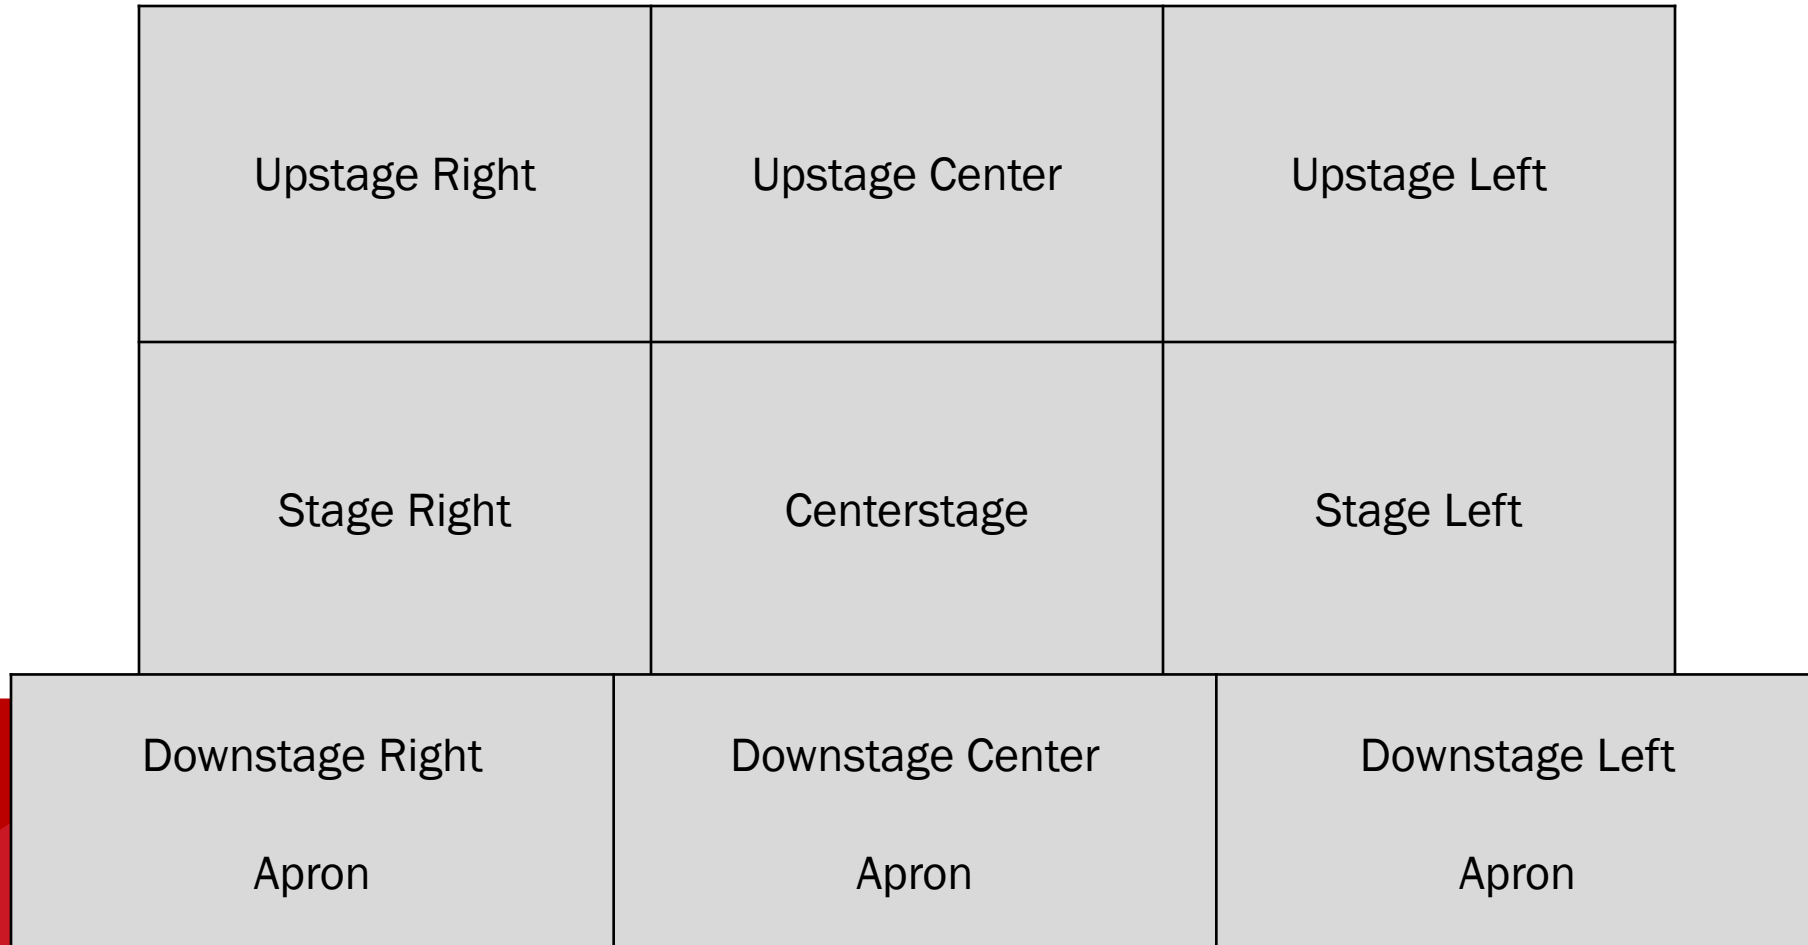 Upstage Right
Upstage Center
Upstage Left
Stage Right
Centerstage
Stage Left
Downstage Right
Apron
Downstage Center
Apron
Downstage Left
Apron